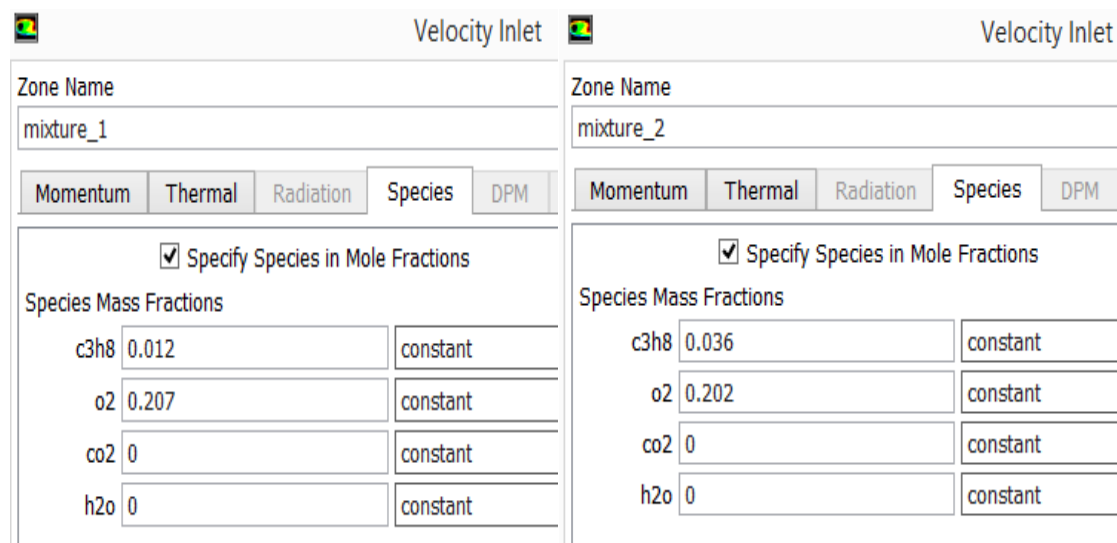 Velocity Inlet
Zone Name
mixture_1
Momentum Thermal Radiation Species DPM
Specify Species in Mole Fractions
Species Mass Fractions
c3h8 0.012 constant
o2 0.207 constant
co2 0 constant
h2o 0 constant
Velocity Inlet
Zone Name
mixture_2
Momentum Thermal Radiation Species DPM
Specify Species in Mole Fractions
Species Mass Fractions
c3h8 0.036 constant
o2 0.202 constant
co2 0 constant
h2o 0 constant